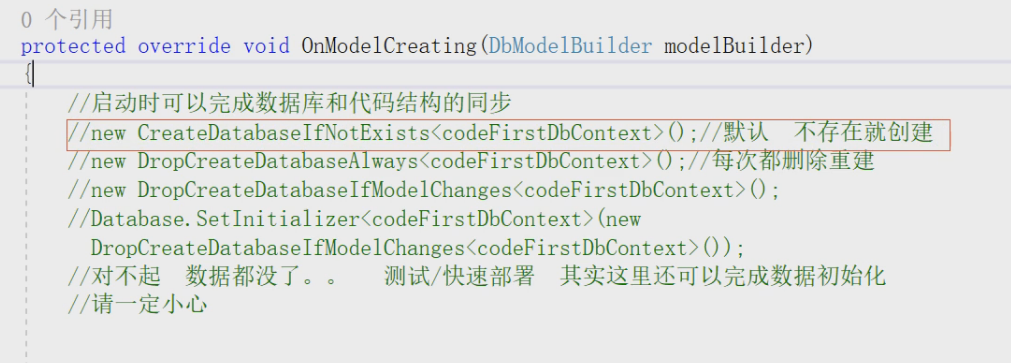 0 个引用
protected override void OnModelCreating(DbModelBuilder modelBuilder)
{
//启动时可以完成数据库和代码结构的同步
//new CreateDatabaseIfNotExists<codeFirstDbContext>();//默认  不存在就创建
//new DropCreateDatabaseAlways<codeFirstDbContext>();//每次都删除重建
//new DropCreateDatabaseIfModelChanges<codeFirstDbContext>();
//Database.SetInitializer<codeFirstDbContext>(new
DropCreateDatabaseIfModelChanges<codeFirstDbContext>());
//对不起  数据都没了。。  测试/快速部署  其实这里还可以完成数据初始化
//请一定小心